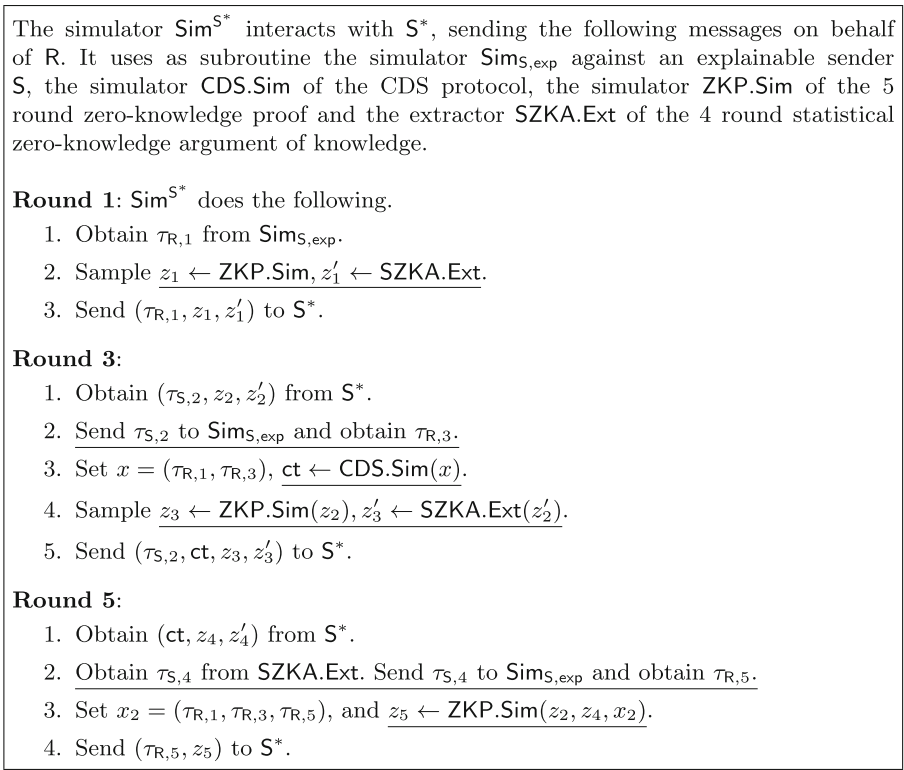 The simulator Sim^{S*} interacts with S*, sending the following messages on behalf
of R. It uses as subroutine the simulator Sim_{S,exp} against an explainable sender
S, the simulator CDS.Sim of the CDS protocol, the simulator ZKP.Sim of the 5
round zero-knowledge proof and the extractor SZKA.Ext of the 4 round statistical
zero-knowledge argument of knowledge.
Round 1: Sim^{S*} does the following.
1. Obtain τ_{R,1} from Sim_{S,exp}.
2. Sample z_1 ← ZKP.Sim, z'_1 ← SZKA.Ext.
3. Send (τ_{R,1}, z_1, z'_1) to S*.
Round 3:
1. Obtain (τ_{S,2}, z_2, z'_2) from S*.
2. Send τ_{S,2} to Sim_{S,exp} and obtain τ_{R,3}.
3. Set x = (τ_{R,1}, τ_{R,3}), ct ← CDS.Sim(x).
4. Sample z_3 ← ZKP.Sim(z_2), z'_3 ← SZKA.Ext(z'_2).
5. Send (τ_{S,2}, ct, z_3, z'_3) to S*.
Round 5:
1. Obtain (ct, z_4, z'_4) from S*.
2. Obtain τ_{S,4} from SZKA.Ext. Send τ_{S,4} to Sim_{S,exp} and obtain τ_{R,5}.
3. Set x_2 = (τ_{R,1}, τ_{R,3}, τ_{R,5}), and z_5 ← ZKP.Sim(z_2, z_4, x_2).
4. Send (τ_{R,5}, z_5) to S*.